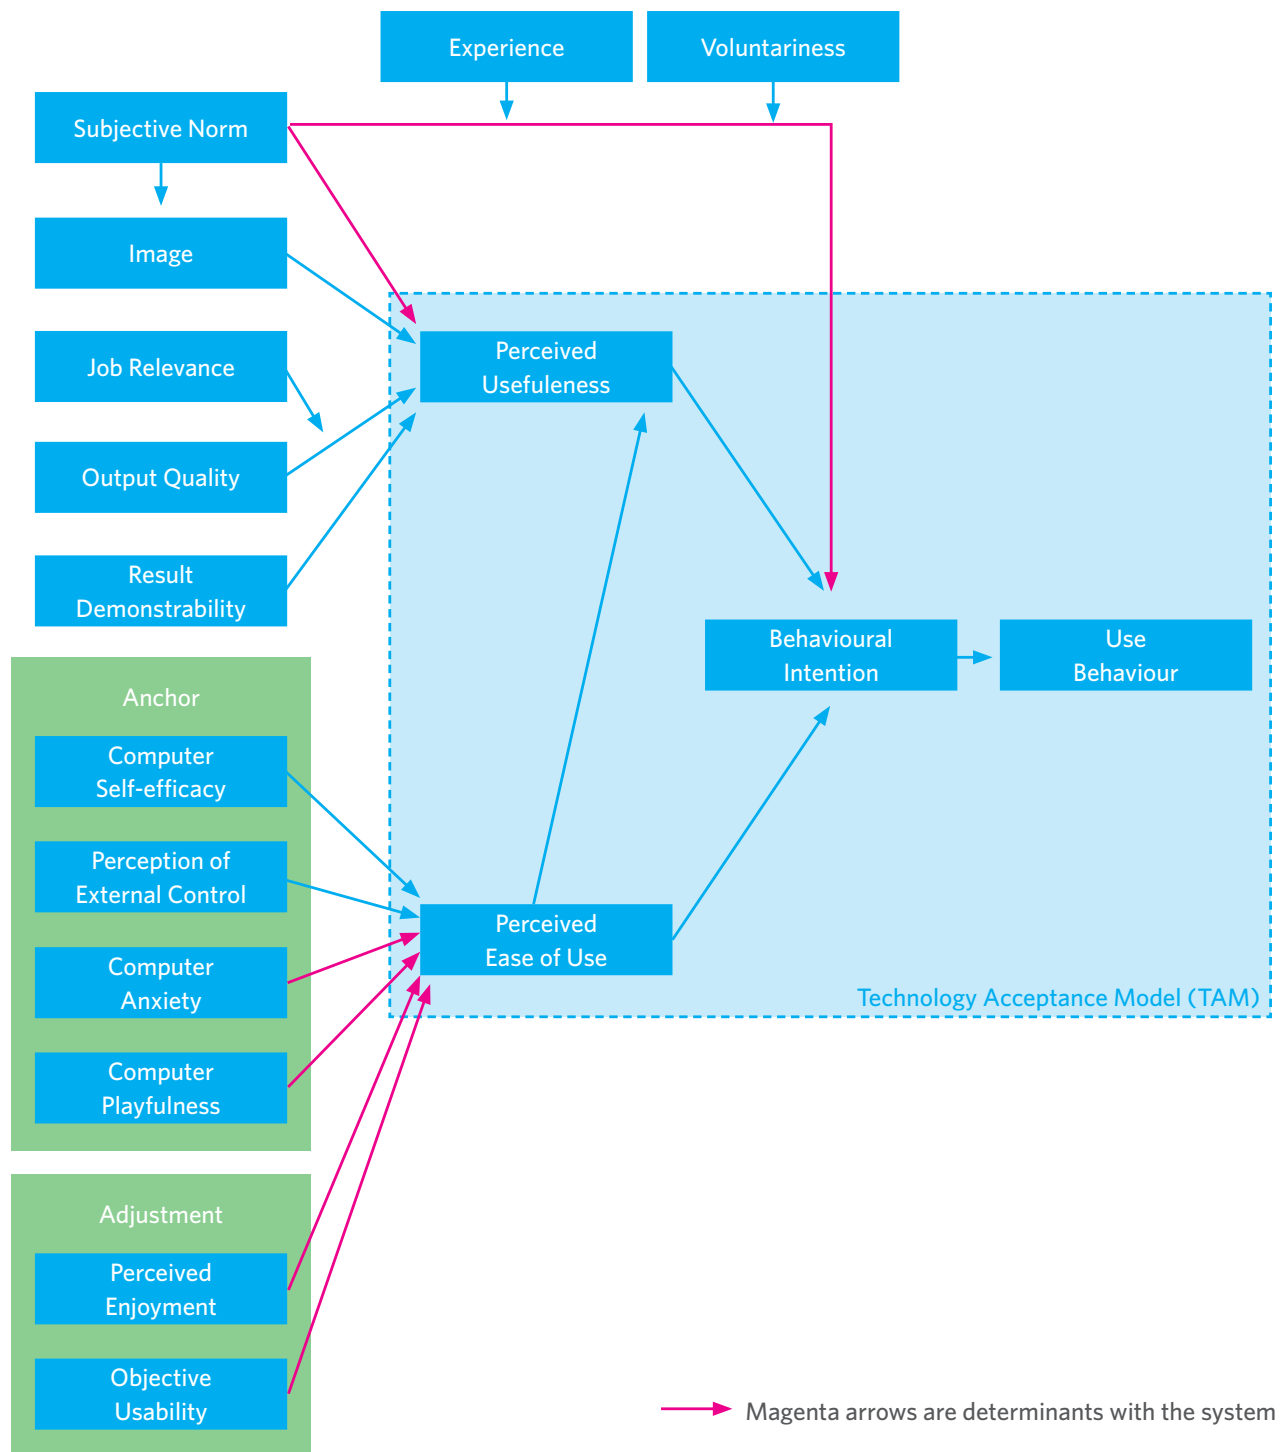 Experience
Voluntariness
Subjective Norm
Image
Job Relevance
Output Quality
Result
Demonstrability
Perceived
Usefuleness
Behavioural
Intention
Use
Behaviour
Anchor
Computer
Self-efficacy
Perception of
External Control
Computer
Anxiety
Computer
Playfulness
Perceived
Ease of Use
Technology Acceptance Model (TAM)
Adjustment
Perceived
Enjoyment
Objective
Usability
Magenta arrows are determinants with the system